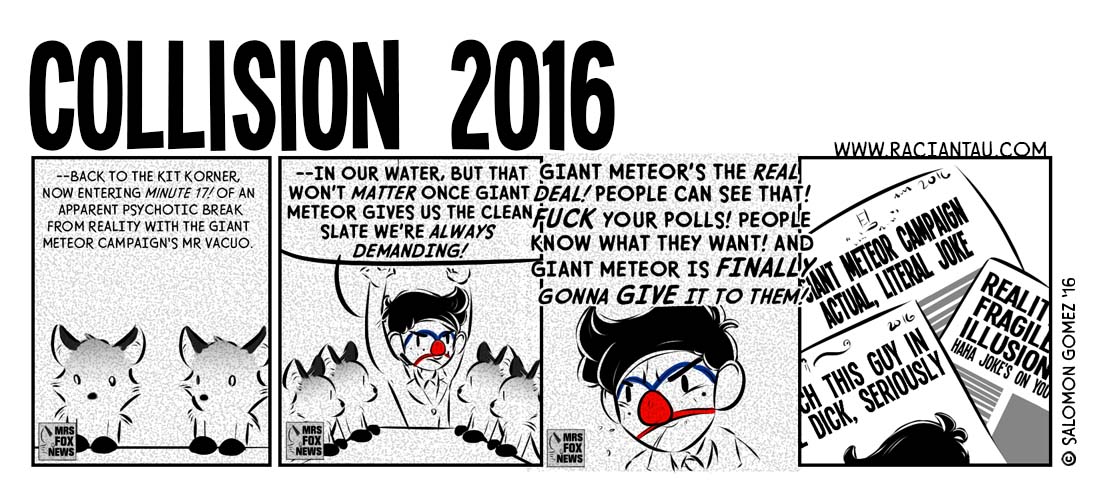 COLLISION 2016
WWW.RACIANTAU.COM
--BACK TO THE KIT KORNER,
NOW ENTERING MINUTE 17! OF AN
APPARENT PSYCHOTIC BREAK
FROM REALITY WITH THE GIANT
METEOR CAMPAIGN'S MR VACUO.
MRS
FOX
NEWS
--IN OUR WATER, BUT THAT
WON'T MATTER ONCE GIANT
METEOR GIVES US THE CLEAN
SLATE WE'RE ALWAYS
DEMANDING!
MRS
FOX
NEWS
GIANT METEOR'S THE REAL
DEAL! PEOPLE CAN SEE THAT!
FUCK YOUR POLLS! PEOPLE
KNOW WHAT THEY WANT! AND
GIANT METEOR IS FINALLY
GONNA GIVE IT TO THEM!
MRS
FOX
NEWS
2016
GIANT METEOR CAMPAIGN
ACTUAL, LITERAL JOKE
REALIT
FRAGILE
ILLUSION
HAHA JOKE'S ON YOU
2016
CH THIS GUY IN
DICK, SERIOUSLY
© SALOMON GOMEZ '16